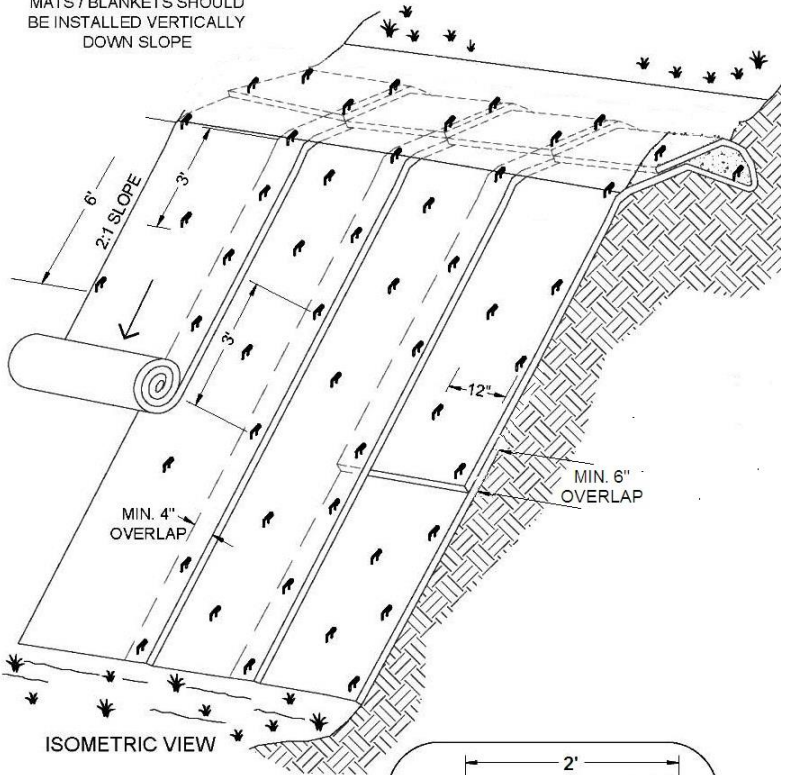 MATS / BLANKETS SHOULD
BE INSTALLED VERTICALLY
DOWN SLOPE
6'
2:1 SLOPE
3'
3'
12"
MIN. 6"
OVERLAP
MIN. 4"
OVERLAP
ISOMETRIC VIEW
2'